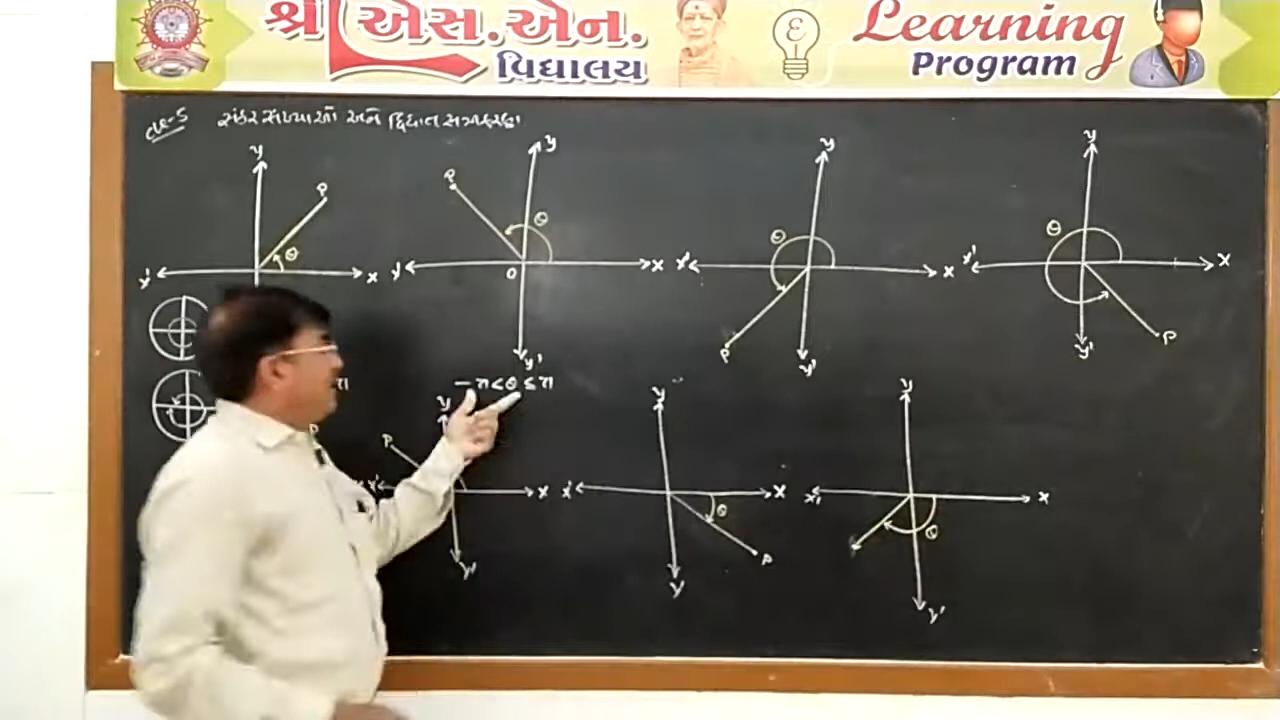 શ્રી એસ.એન.
વિદ્યાલય
Learning
Program
સંકર સંખ્યાઓ અને દ્વિઘાત સમીકરણ
y
P
θ
x'
x
y
P
θ
x'
O
x
y'
y
θ
x'
x
P
y'
y
θ
x'
x
P
y'
π
- π < θ ≤ π
P
y
P
x'
x
y'
y
x'
x
θ
P
y
y
x'
x
θ
y'